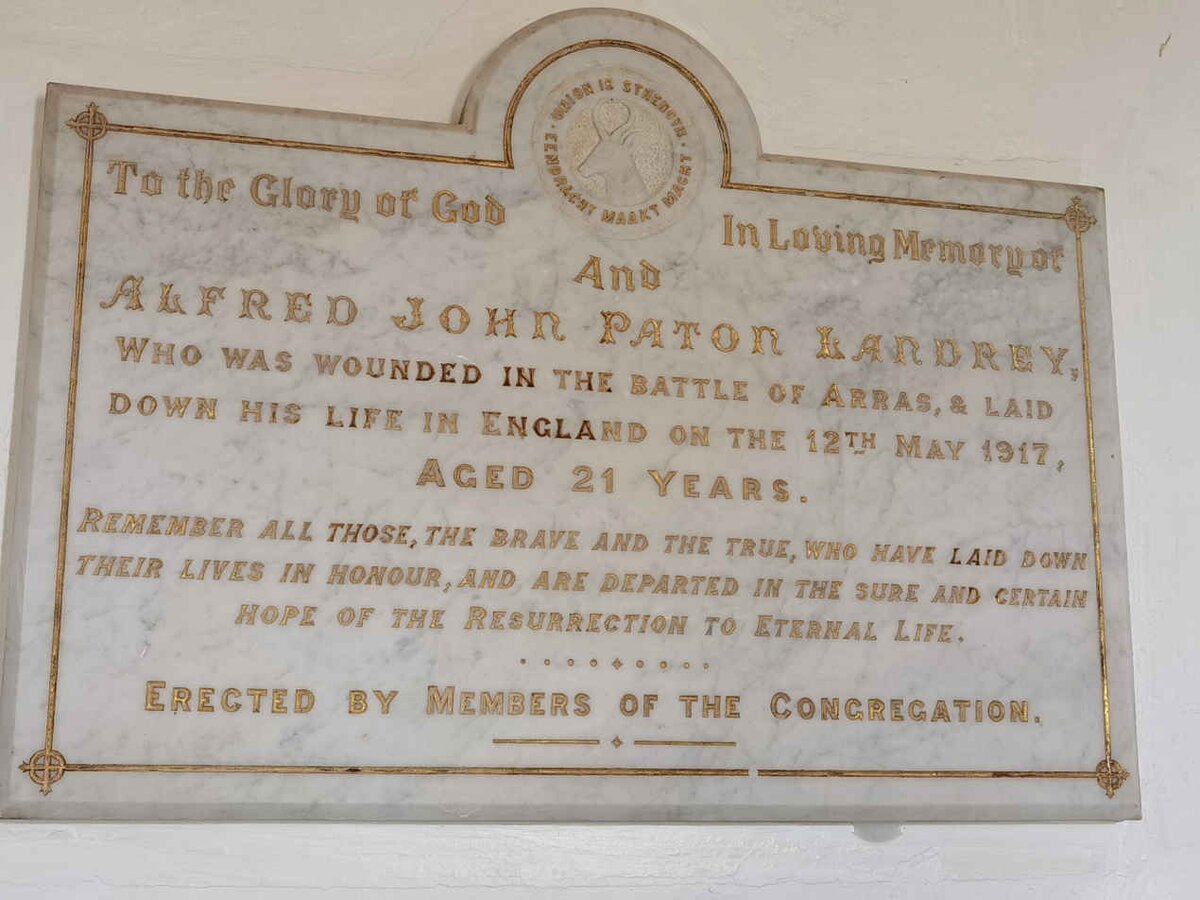 UNION IS STRENGTH · EENDRACHT MAAKT MACHT ·
To the Glory of God
And
In Loving Memory of
ALFRED JOHN PATON LANDREY,
WHO WAS WOUNDED IN THE BATTLE OF ARRAS, & LAID
DOWN HIS LIFE IN ENGLAND ON THE 12TH MAY 1917,
AGED 21 YEARS.
REMEMBER ALL THOSE, THE BRAVE AND THE TRUE, WHO HAVE LAID DOWN
THEIR LIVES IN HONOUR, AND ARE DEPARTED IN THE SURE AND CERTAIN
HOPE OF THE RESURRECTION TO ETERNAL LIFE.
ERECTED BY MEMBERS OF THE CONGREGATION.